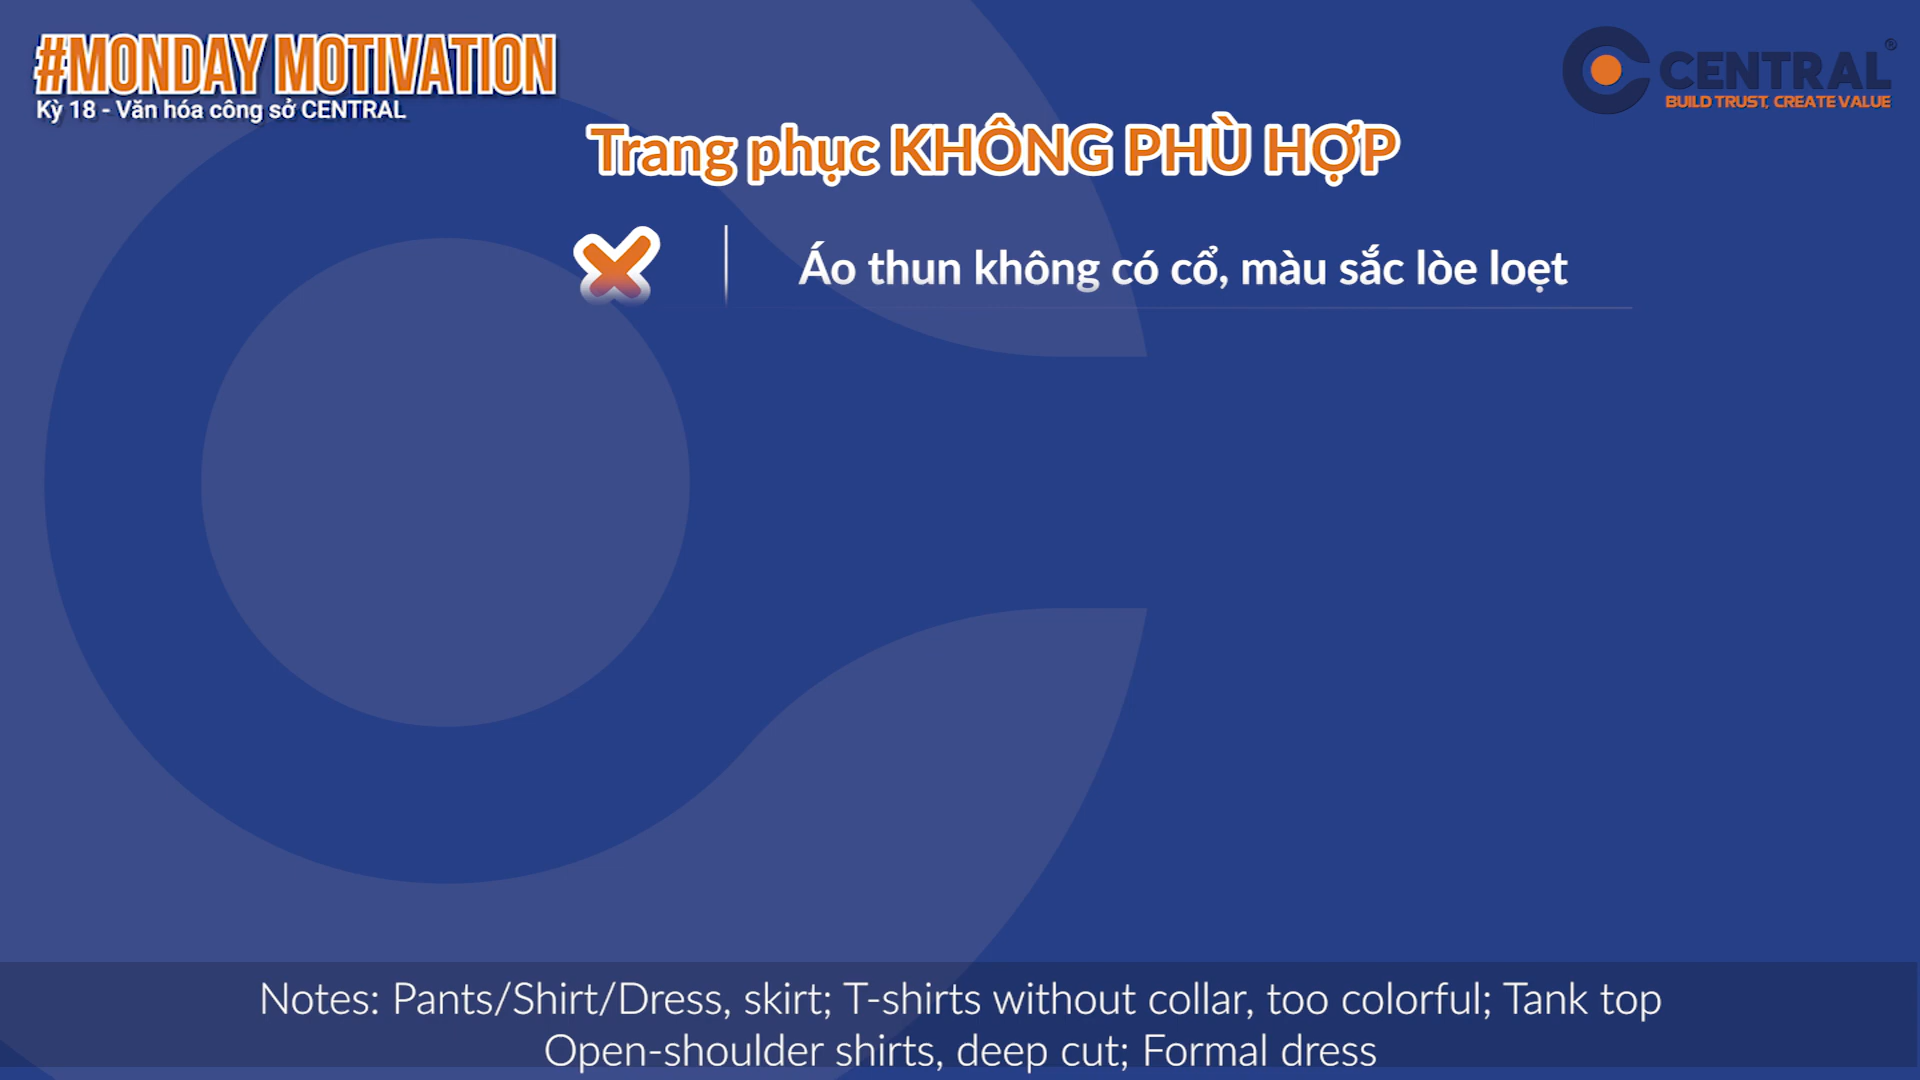 #MONDAY MOTIVATION
Kỳ 18 - Văn hóa công sở CENTRAL
CENTRAL®
BUILD TRUST, CREATE VALUE
Trang phục KHÔNG PHÙ HỢP
Áo thun không có cổ, màu sắc lòe loẹt
Notes: Pants/Shirt/Dress, skirt; T-shirts without collar, too colorful; Tank top
Open-shoulder shirts, deep cut; Formal dress